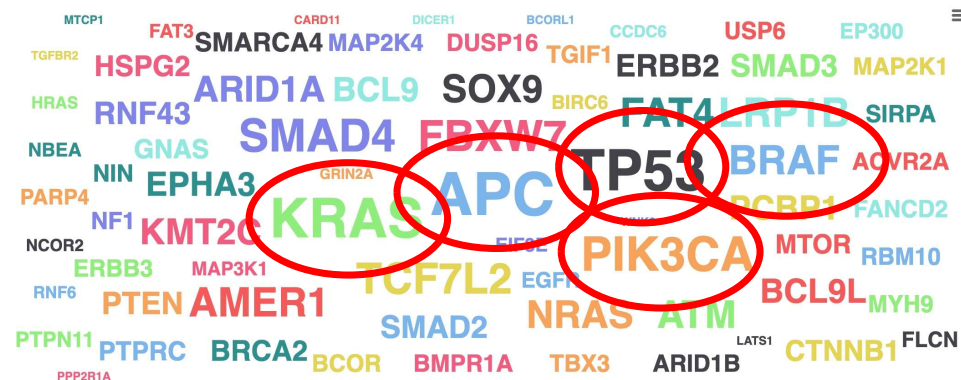 MTCP1 CARD11 DICER1 BCORL1
FAT3 CCDC6 USP6 EP300
SMARCA4 MAP2K4 DUSP16
TGFBR2 HSPG2 TGIF1 ERBB2 SMAD3 MAP2K1
ARID1A BCL9 SOX9
HRAS RNF43 BIRC6 FAT4 LRP1B SIRPA
SMAD4 FBXW7
NBEA GNAS TP53 BRAF ACVR2A
NIN EPHA3 GRIN2A APC
PARP4 PCBP1 FANCD2
NF1 KMT2C KRAS
NCOR2 EIF3E PIK3CA MTOR RBM10
ERBB3 MAP3K1 TCF7L2 EGFR
RNF6 PTEN AMER1 NRAS ATM BCL9L MYH9
SMAD2
PTPN11 PTPRC BRCA2 LATS1 CTNNB1 FLCN
BCOR BMPR1A TBX3 ARID1B
PPP2R1A